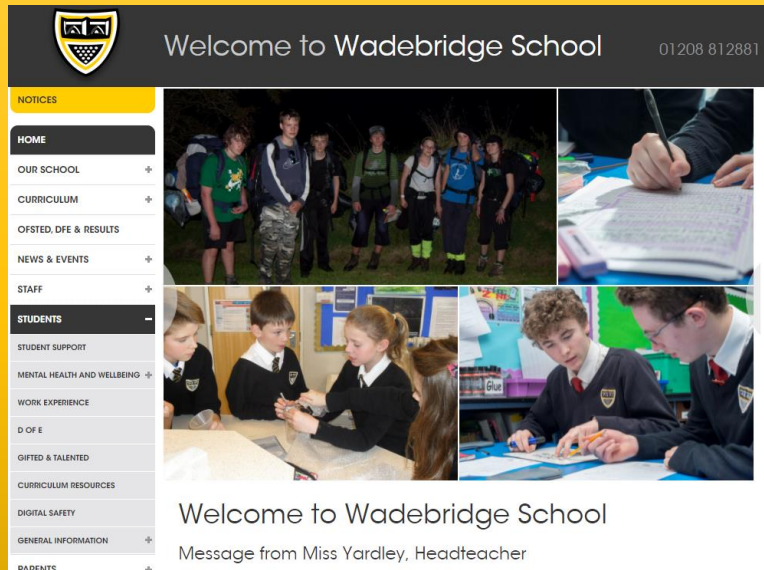 Welcome to Wadebridge School
01208 812881
NOTICES
HOME
OUR SCHOOL +
CURRICULUM +
OFSTED, DFE & RESULTS
NEWS & EVENTS +
STAFF +
STUDENTS –
STUDENT SUPPORT
MENTAL HEALTH AND WELLBEING +
WORK EXPERIENCE
D OF E
GIFTED & TALENTED
CURRICULUM RESOURCES
DIGITAL SAFETY
GENERAL INFORMATION +
PARENTS +
Glue
Welcome to Wadebridge School
Message from Miss Yardley, Headteacher